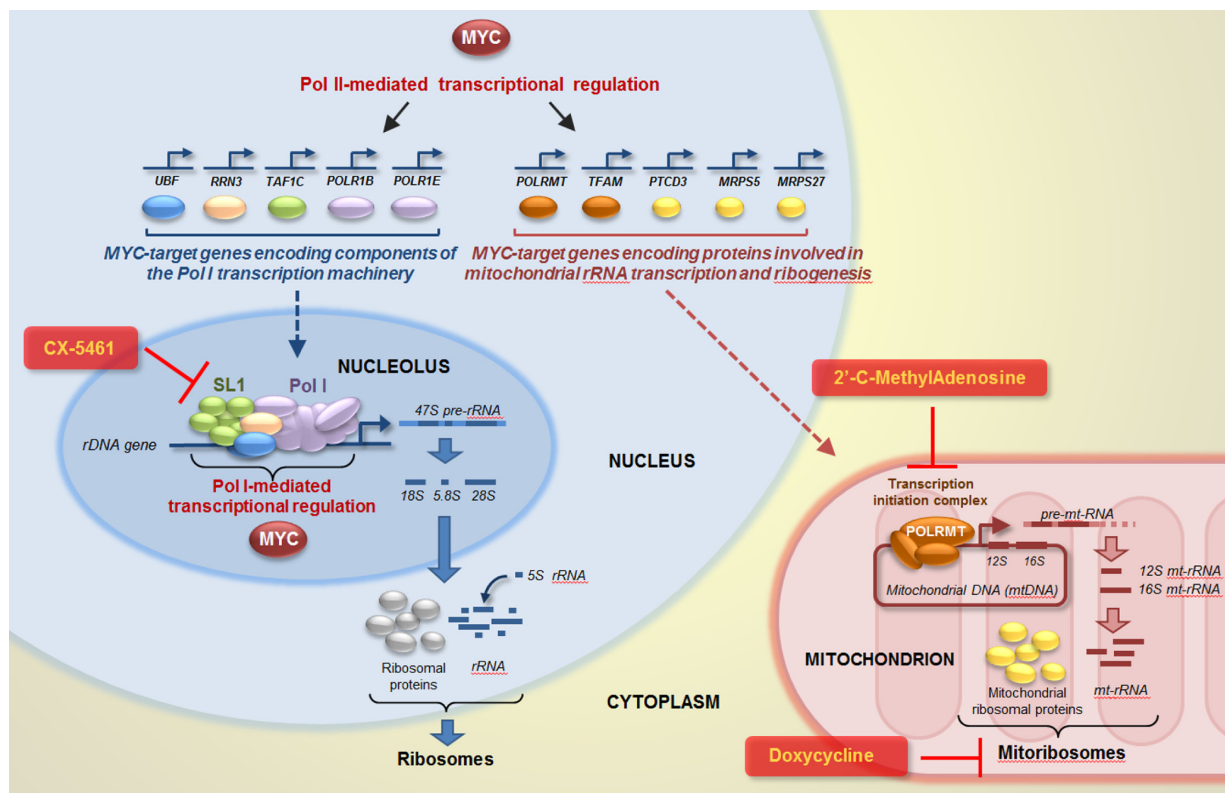 MYC
Pol II-mediated transcriptional regulation
UBF
RRN3
TAF1C
POLR1B
POLR1E
POLRMT
TFAM
PTCD3
MRPS5
MRPS27
MYC-target genes encoding components of
the Pol I transcription machinery
MYC-target genes encoding proteins involved in
mitochondrial rRNA transcription and ribogenesis
CX-5461
NUCLEOLUS
SL1
Pol I
47S pre-rRNA
rDNA gene
18S
5.8S
28S
Pol I-mediated
transcriptional regulation
MYC
NUCLEUS
5S rRNA
Ribosomal
proteins
rRNA
CYTOPLASM
Ribosomes
2'-C-MethylAdenosine
Transcription
initiation complex
POLRMT
pre-mt-RNA
12S
16S
12S mt-rRNA
16S mt-rRNA
Mitochondrial DNA (mtDNA)
MITOCHONDRION
Mitochondrial
ribosomal proteins
mt-rRNA
Doxycycline
Mitoribosomes